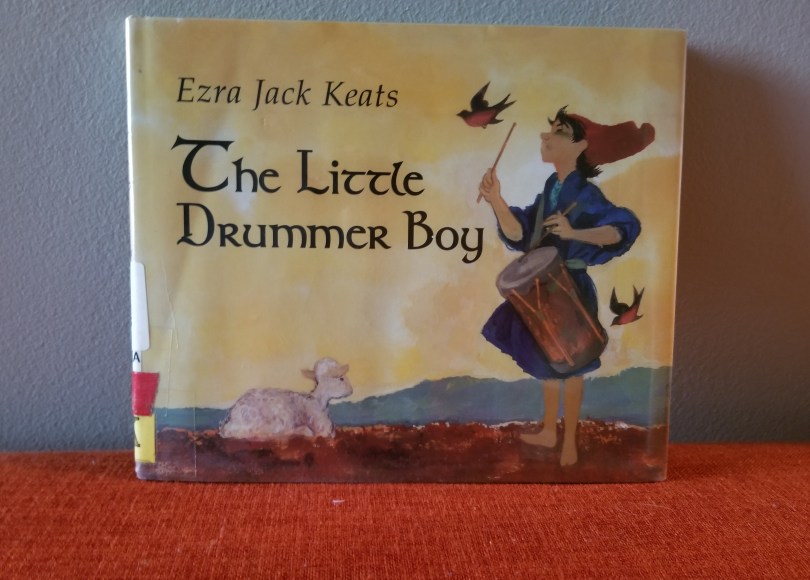 Ezra Jack Keats
The Little
Drummer Boy
A